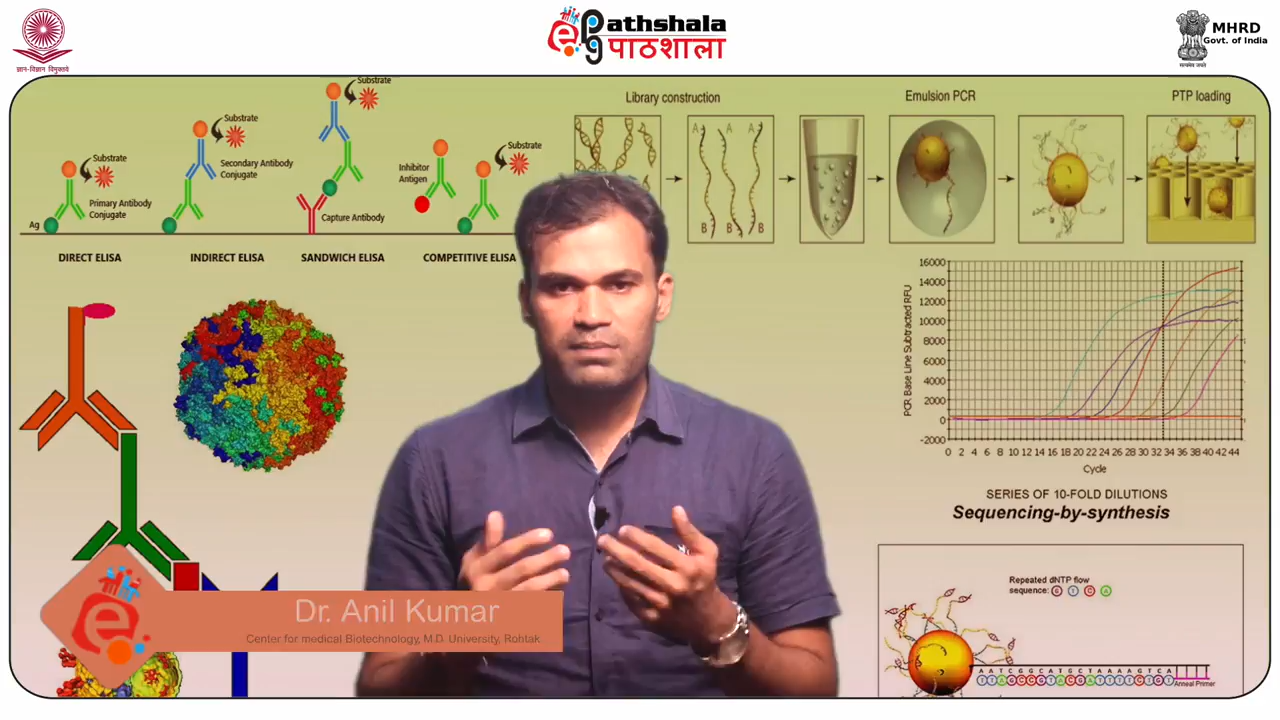 Pathshala
पाठशाला
ज्ञान-विज्ञान विमुक्तये
MHRD
Govt. of India
सत्यमेव जयते
Substrate
Substrate
Substrate
Substrate
Secondary Antibody
Conjugate
Primary Antibody
Conjugate
Inhibitor
Antigen
Capture Antibody
Ag
DIRECT ELISA
INDIRECT ELISA
SANDWICH ELISA
COMPETITIVE ELISA
Library construction
Emulsion PCR
PTP loading
A A A
B B
PCR Base Line Subtracted RFU
16000
14000
12000
10000
8000
6000
4000
2000
0
-2000
0 2 4 6 8 10 12 14 16 18 20 22 24 26 28 30 32 34 36 38 40 42 44
Cycle
SERIES OF 10-FOLD DILUTIONS
Sequencing-by-synthesis
Repeated dNTP flow
sequence: G T C A
Anneal Primer
Dr. Anil Kumar
Center for medical Biotechnology, M.D. University, Rohtak